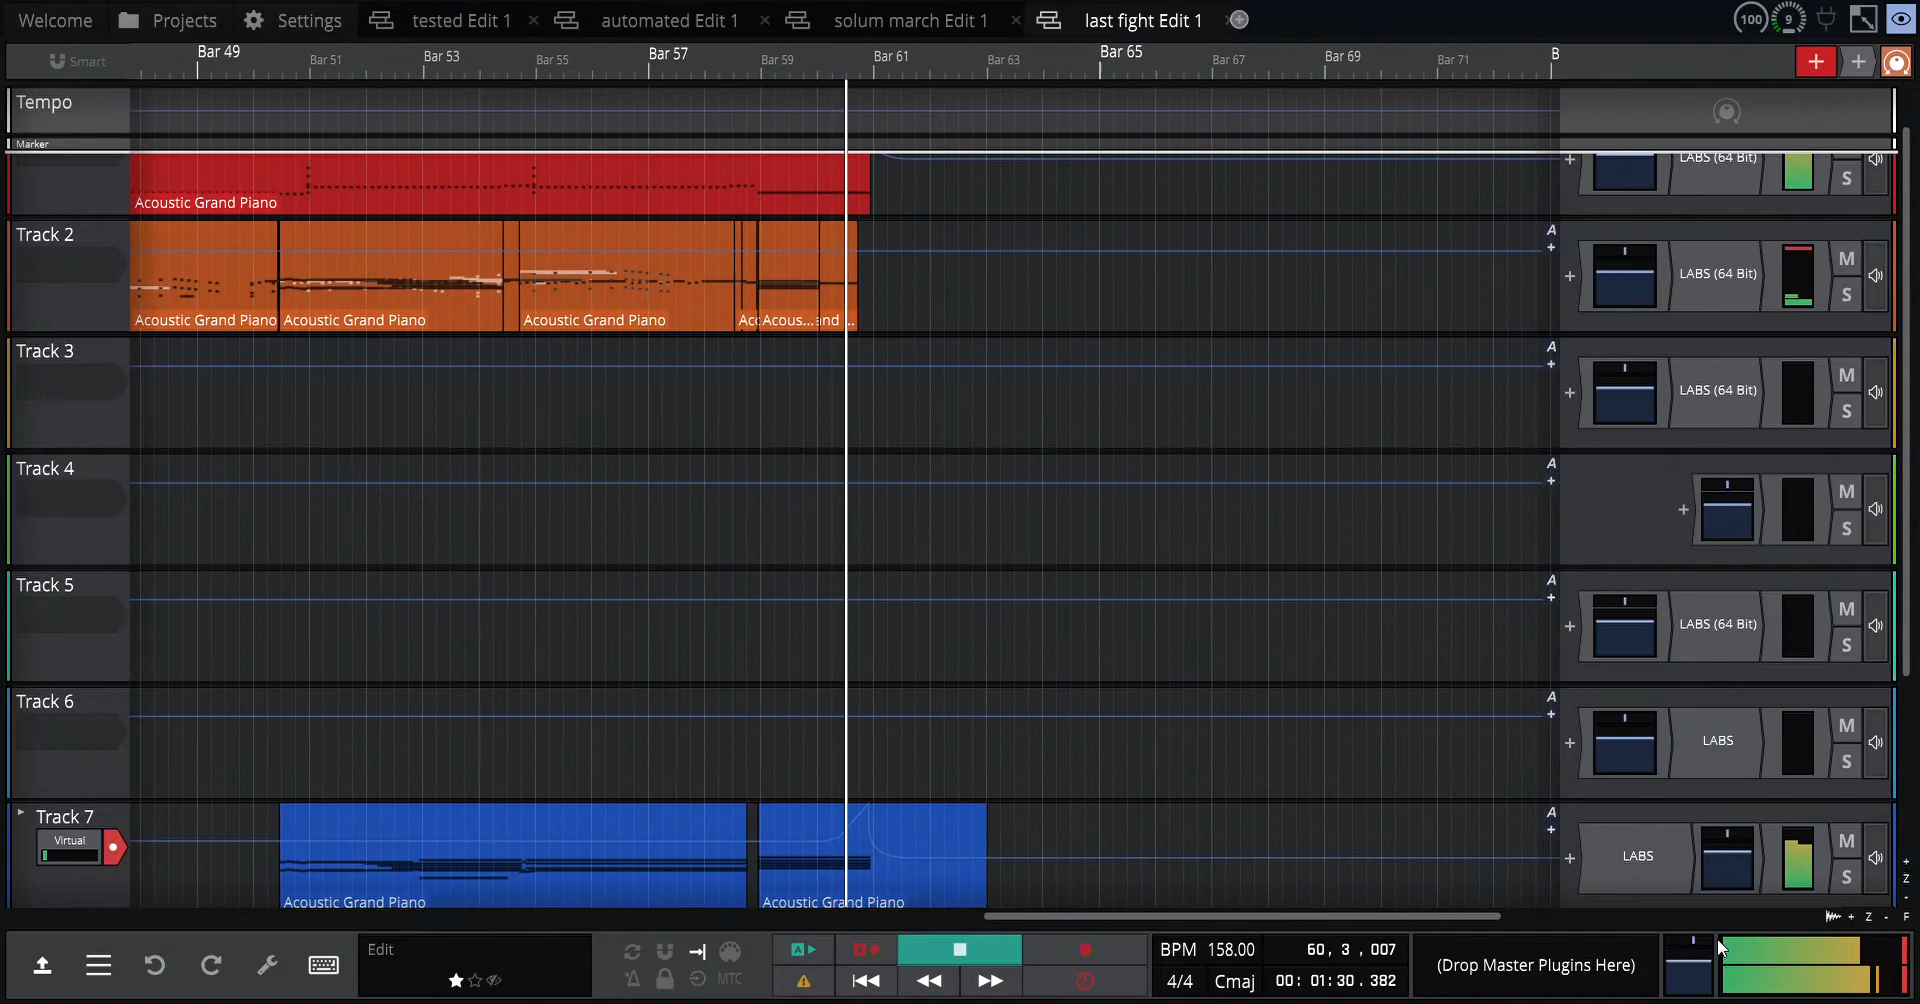 Welcome Projects Settings tested Edit 1 automated Edit 1 solum march Edit 1 last fight Edit 1 100 9
Smart Bar 49 Bar 51 Bar 53 Bar 55 Bar 57 Bar 59 Bar 61 Bar 63 Bar 65 Bar 67 Bar 69 Bar 71 B
Tempo
Marker
LABS (64 Bit)
S
Acoustic Grand Piano
Track 2 A
LABS (64 Bit) M
S
Acoustic Grand Piano Acoustic Grand Piano Acoustic Grand Piano Ac Acous...and ...
Track 3 A
LABS (64 Bit) M
S
Track 4 A
M
S
Track 5 A
LABS (64 Bit) M
S
Track 6 A
LABS M
S
Track 7 A
Virtual LABS M
S
Acoustic Grand Piano Acoustic Grand Piano
Z
F
+ Z -
Edit A BPM 158.00 60, 3 ,007
(Drop Master Plugins Here)
MTC 4/4 Cmaj 00: 01:30. 382